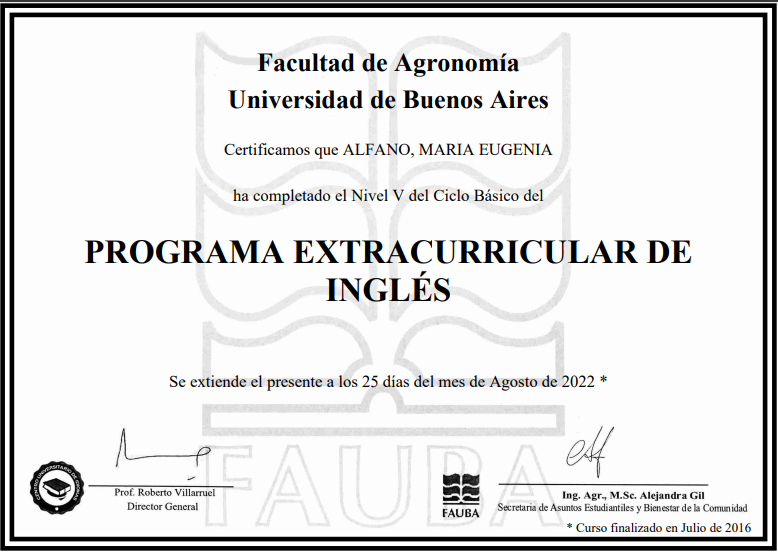 Facultad de Agronomía
Universidad de Buenos Aires
Certificamos que ALFANO, MARIA EUGENIA
ha completado el Nivel V del Ciclo Básico del
PROGRAMA EXTRACURRICULAR DE
INGLÉS
Se extiende el presente a los 25 días del mes de Agosto de 2022 *
FAUBA
CENTRO UNIVERSITARIO DE IDIOMAS
Prof. Roberto Villarruel
Director General
FAUBA
Ing. Agr., M.Sc. Alejandra Gil
Secretaria de Asuntos Estudiantiles y Bienestar de la Comunidad
* Curso finalizado en Julio de 2016